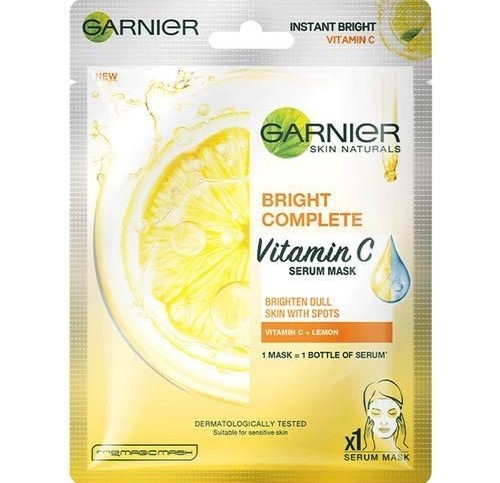 GARNIER
INSTANT BRIGHT
VITAMIN C
NEW
GARNIER
SKIN NATURALS
BRIGHT
COMPLETE
Vitamin C
SERUM MASK
BRIGHTEN DULL
SKIN WITH SPOTS
VITAMIN C + LEMON
1 MASK = 1 BOTTLE OF SERUM*
DERMATOLOGICALLY TESTED
Suitable for sensitive skin
x1
SERUM MASK